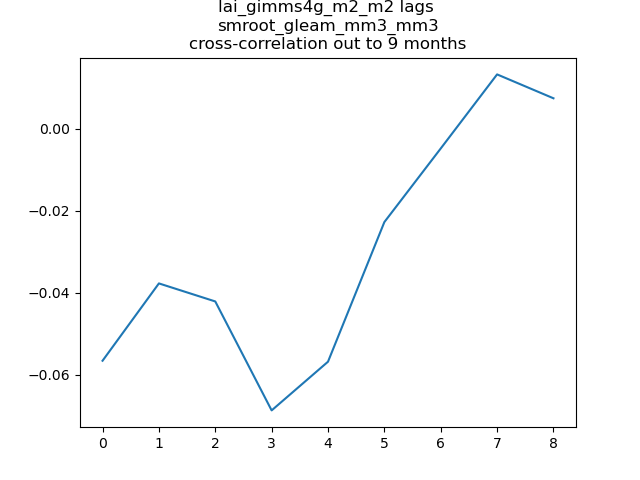 lai_gimms4g_m2_m2 lags
smroot_gleam_mm3_mm3
cross-correlation out to 9 months
0.00
−0.02
−0.04
−0.06
0 1 2 3 4 5 6 7 8